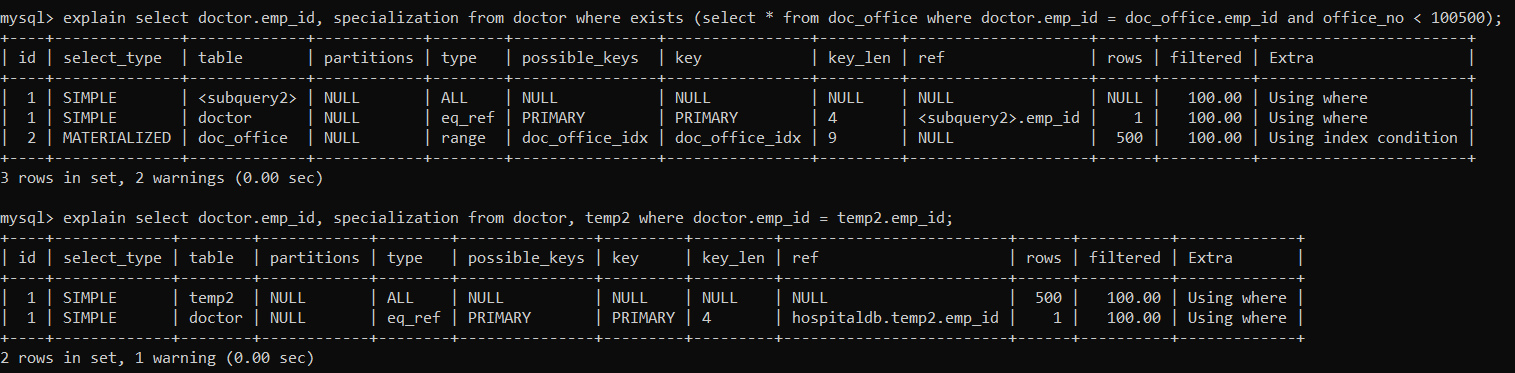 mysql> explain select doctor.emp_id, specialization from doctor where exists (select * from doc_office where doctor.emp_id = doc_office.emp_id and office_no < 100500);
+----+--------------+-------------+------------+--------+----------------+----------------+---------+--------------------+------+----------+-----------------------+
| id | select_type | table | partitions | type | possible_keys | key | key_len | ref | rows | filtered | Extra |
+----+--------------+-------------+------------+--------+----------------+----------------+---------+--------------------+------+----------+-----------------------+
| 1 | SIMPLE | <subquery2> | NULL | ALL | NULL | NULL | NULL | NULL | NULL | 100.00 | Using where |
| 1 | SIMPLE | doctor | NULL | eq_ref | PRIMARY | PRIMARY | 4 | <subquery2>.emp_id | 1 | 100.00 | Using where |
| 2 | MATERIALIZED | doc_office | NULL | range | doc_office_idx | doc_office_idx | 9 | NULL | 500 | 100.00 | Using index condition |
+----+--------------+-------------+------------+--------+----------------+----------------+---------+--------------------+------+----------+-----------------------+
3 rows in set, 2 warnings (0.00 sec)
mysql> explain select doctor.emp_id, specialization from doctor, temp2 where doctor.emp_id = temp2.emp_id;
+----+-------------+--------+------------+--------+---------------+---------+---------+-------------------------+------+----------+-------------+
| id | select_type | table | partitions | type | possible_keys | key | key_len | ref | rows | filtered | Extra |
+----+-------------+--------+------------+--------+---------------+---------+---------+-------------------------+------+----------+-------------+
| 1 | SIMPLE | temp2 | NULL | ALL | NULL | NULL | NULL | NULL | 500 | 100.00 | Using where |
| 1 | SIMPLE | doctor | NULL | eq_ref | PRIMARY | PRIMARY | 4 | hospitaldb.temp2.emp_id | 1 | 100.00 | Using where |
+----+-------------+--------+------------+--------+---------------+---------+---------+-------------------------+------+----------+-------------+
2 rows in set, 1 warning (0.00 sec)